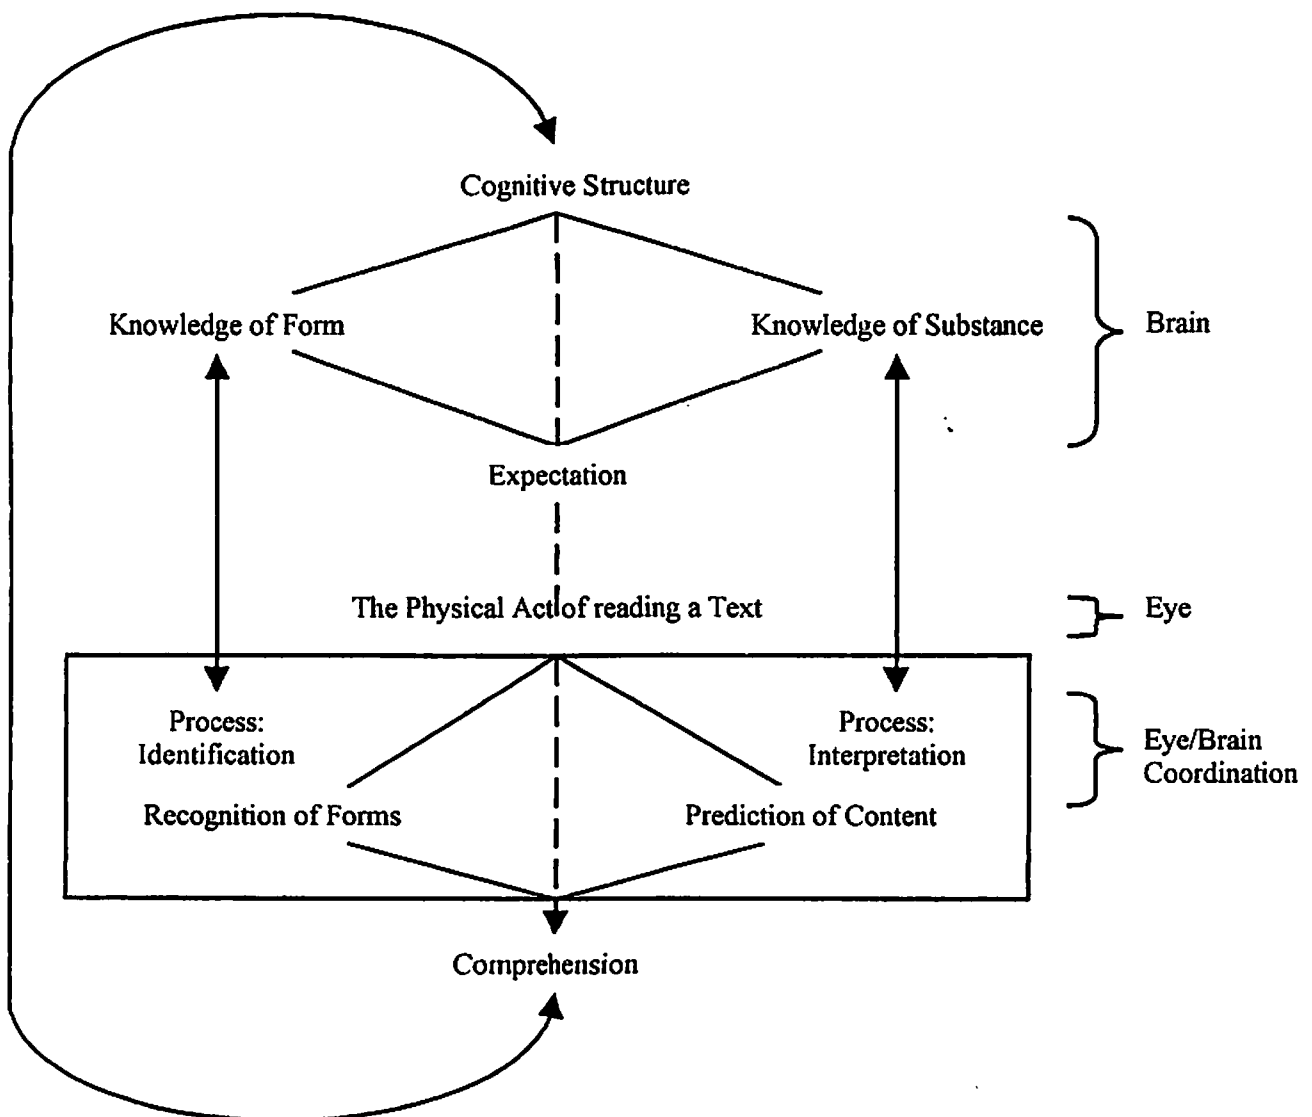 Cognitive Structure
Knowledge of Form
Knowledge of Substance
Brain
Expectation
The Physical Act of reading a Text
Eye
Process:
Identification
Process:
Interpretation
Eye/Brain
Coordination
Recognition of Forms
Prediction of Content
Comprehension